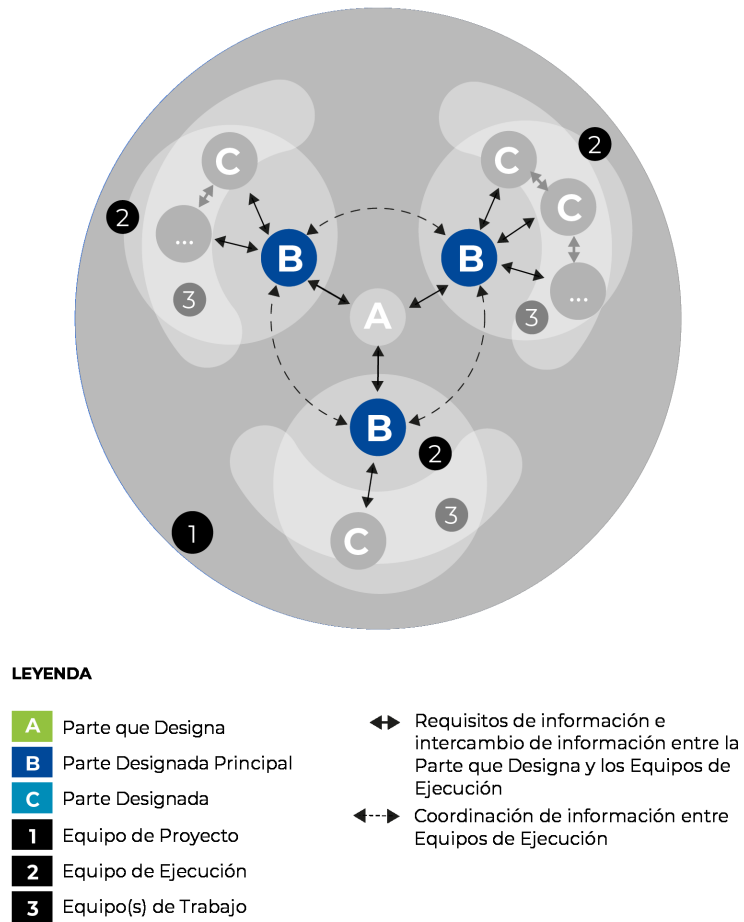 C
C
2
2
...
C
3
B
B
...
3
A
B
2
3
C
1
LEYENDA
A Parte que Designa
B Parte Designada Principal
C Parte Designada
1 Equipo de Proyecto
2 Equipo de Ejecución
3 Equipo(s) de Trabajo
Requisitos de información e
intercambio de información entre la
Parte que Designa y los Equipos de
Ejecución
Coordinación de información entre
Equipos de Ejecución